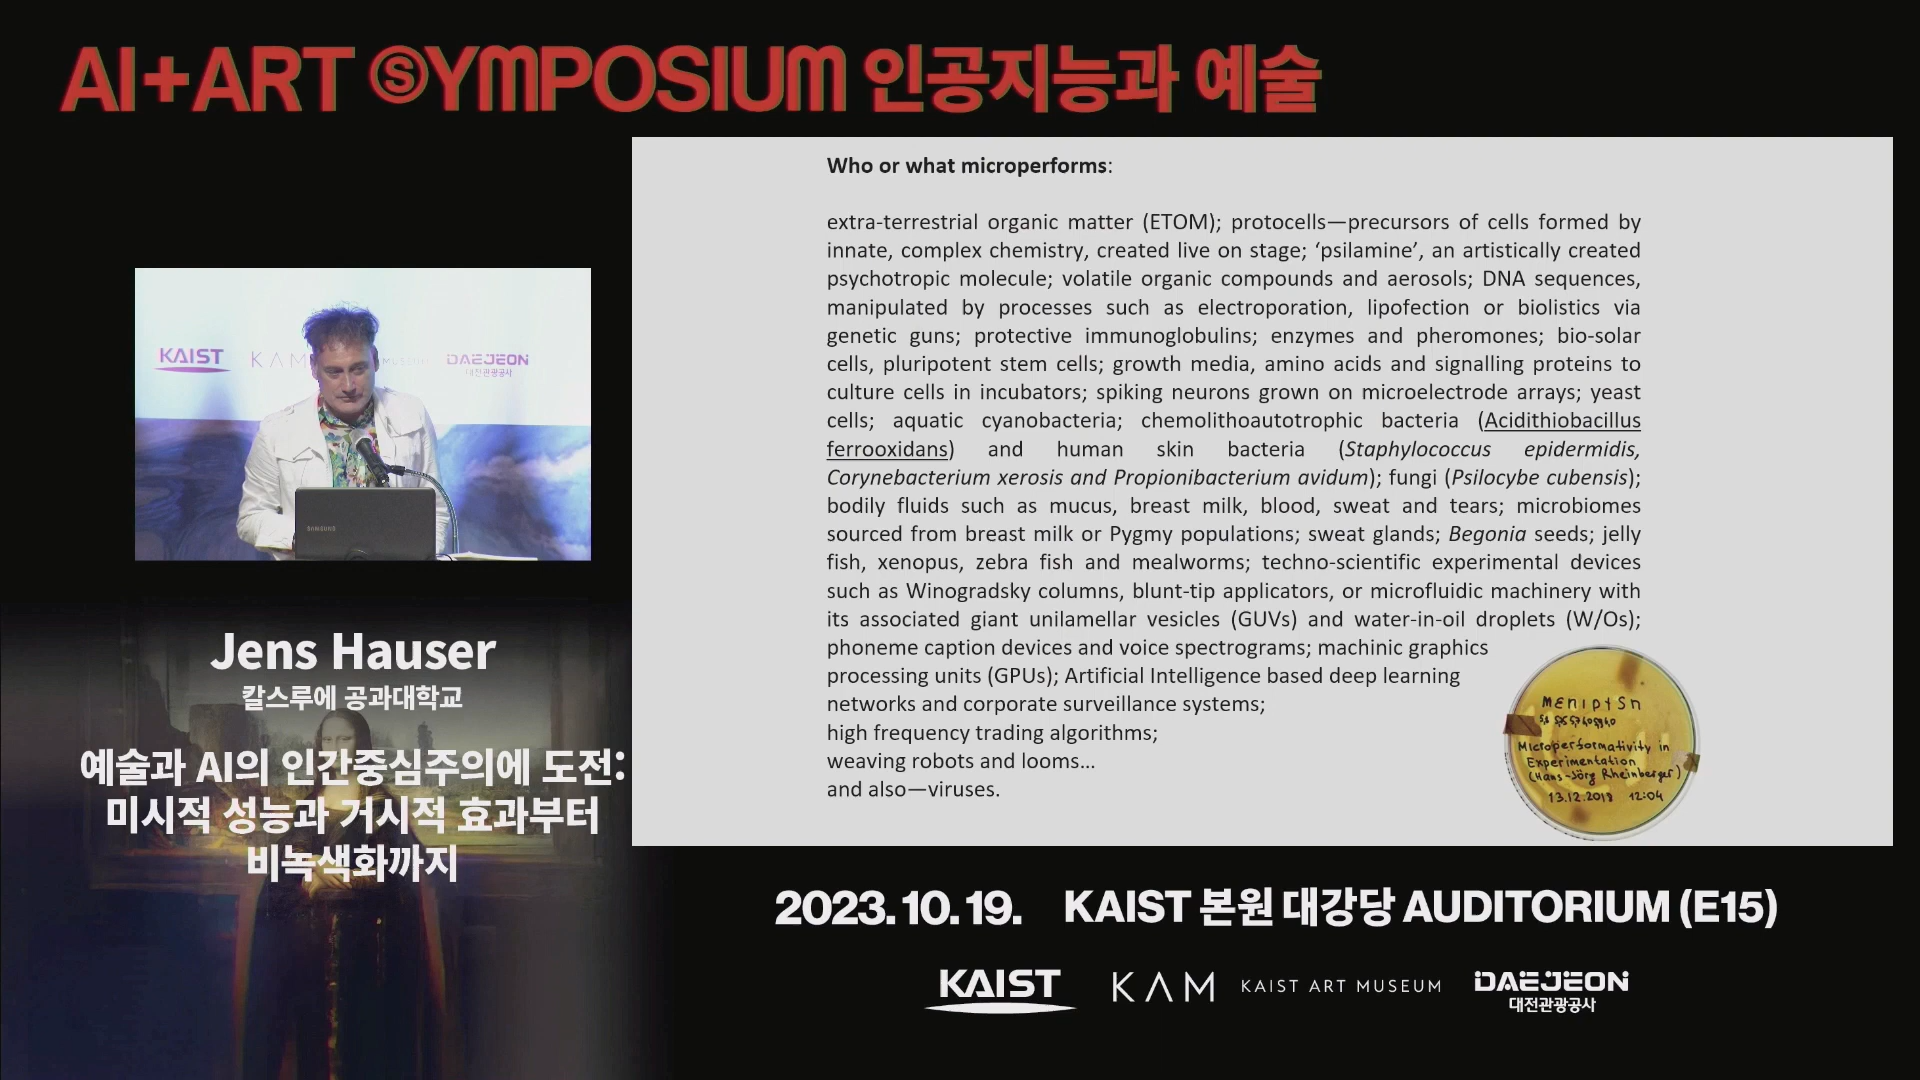 AI+ART SYMPOSIUM 인공지능과 예술
Who or what microperforms:
extra-terrestrial organic matter (ETOM); protocells—precursors of cells formed by
innate, complex chemistry, created live on stage; ‘psilamine’, an artistically created
psychotropic molecule; volatile organic compounds and aerosols; DNA sequences,
manipulated by processes such as electroporation, lipofection or biolistics via
genetic guns; protective immunoglobulins; enzymes and pheromones; bio-solar
cells, pluripotent stem cells; growth media, amino acids and signalling proteins to
culture cells in incubators; spiking neurons grown on microelectrode arrays; yeast
cells; aquatic cyanobacteria; chemolithoautotrophic bacteria (Acidithiobacillus
ferrooxidans) and human skin bacteria (Staphylococcus epidermidis,
Corynebacterium xerosis and Propionibacterium avidum); fungi (Psilocybe cubensis);
bodily fluids such as mucus, breast milk, blood, sweat and tears; microbiomes
sourced from breast milk or Pygmy populations; sweat glands; Begonia seeds; jelly
fish, xenopus, zebra fish and mealworms; techno-scientific experimental devices
such as Winogradsky columns, blunt-tip applicators, or microfluidic machinery with
its associated giant unilamellar vesicles (GUVs) and water-in-oil droplets (W/Os);
phoneme caption devices and voice spectrograms; machinic graphics
processing units (GPUs); Artificial Intelligence based deep learning
networks and corporate surveillance systems;
high frequency trading algorithms;
weaving robots and looms...
and also—viruses.
Microperformativity in
Experimentation
(Hans-Jörg Rheinberger)
12:04
KAIST
DAEJEON
대전관광공사
SAMSUNG
Jens Hauser
칼스루에 공과대학교
예술과 AI의 인간중심주의에 도전:
미시적 성능과 거시적 효과부터
비녹색화까지
2023.10.19. KAIST 본원 대강당 AUDITORIUM (E15)
KAIST
KAM KAIST ART MUSEUM
DAEJEON
대전관광공사